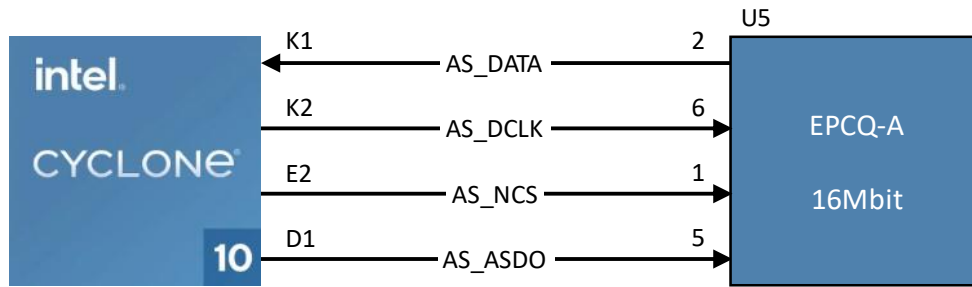 U5
intel.
CYCLONE®
10
K1 AS_DATA 2
K2 AS_DCLK 6
E2 AS_NCS 1
D1 AS_ASDO 5
EPCQ-A
16Mbit